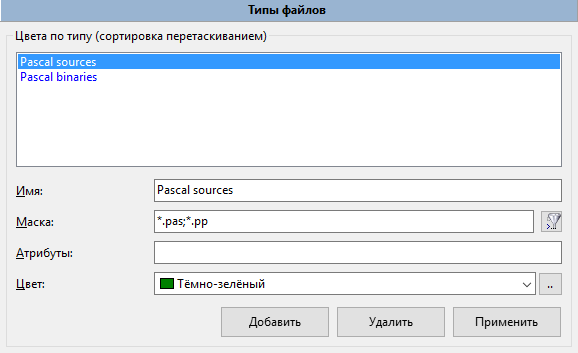 Типы файлов
Цвета по типу (сортировка перетаскиванием)
Pascal sources
Pascal binaries
Имя: Pascal sources
Маска: *.pas;*.pp
Атрибуты:
Цвет: Тёмно-зелёный ..
Добавить Удалить Применить